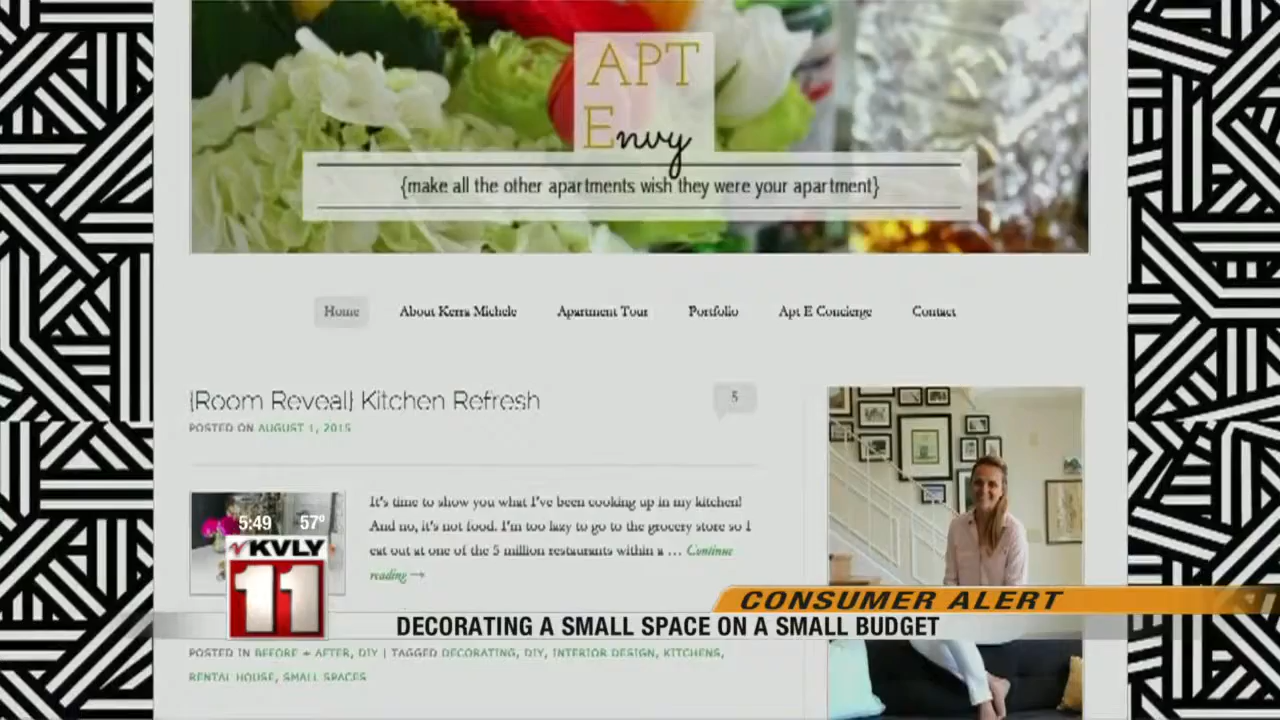 APT
Envy
{make all the other apartments wish they were your apartment}
Home About Kerra Michele Apartment Tour Portfolio Apt E Concierge Contact
{Room Reveal} Kitchen Refresh
5
POSTED ON AUGUST 1, 2015
It's time to show you what I've been cooking up in my kitchen!
And no, it's not food. I'm too lazy to go to the grocery store so I
eat out at one of the 5 million restaurants within a … Continue
reading →
5:49 57°
KVLY
11
CONSUMER ALERT
DECORATING A SMALL SPACE ON A SMALL BUDGET
POSTED IN BEFORE + AFTER, DIY | TAGGED DECORATING, DIY, INTERIOR DESIGN, KITCHENS,
RENTAL HOUSE, SMALL SPACES